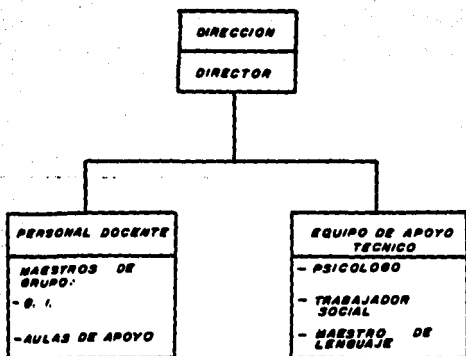 DIRECCION
DIRECTOR
PERSONAL DOCENTE
MAESTROS DE
GRUPO:
- G. I.
- AULAS DE APOYO
EQUIPO DE APOYO
TECNICO
- PSICOLOGO
- TRABAJADOR
SOCIAL
- MAESTRO DE
LENGUAJE